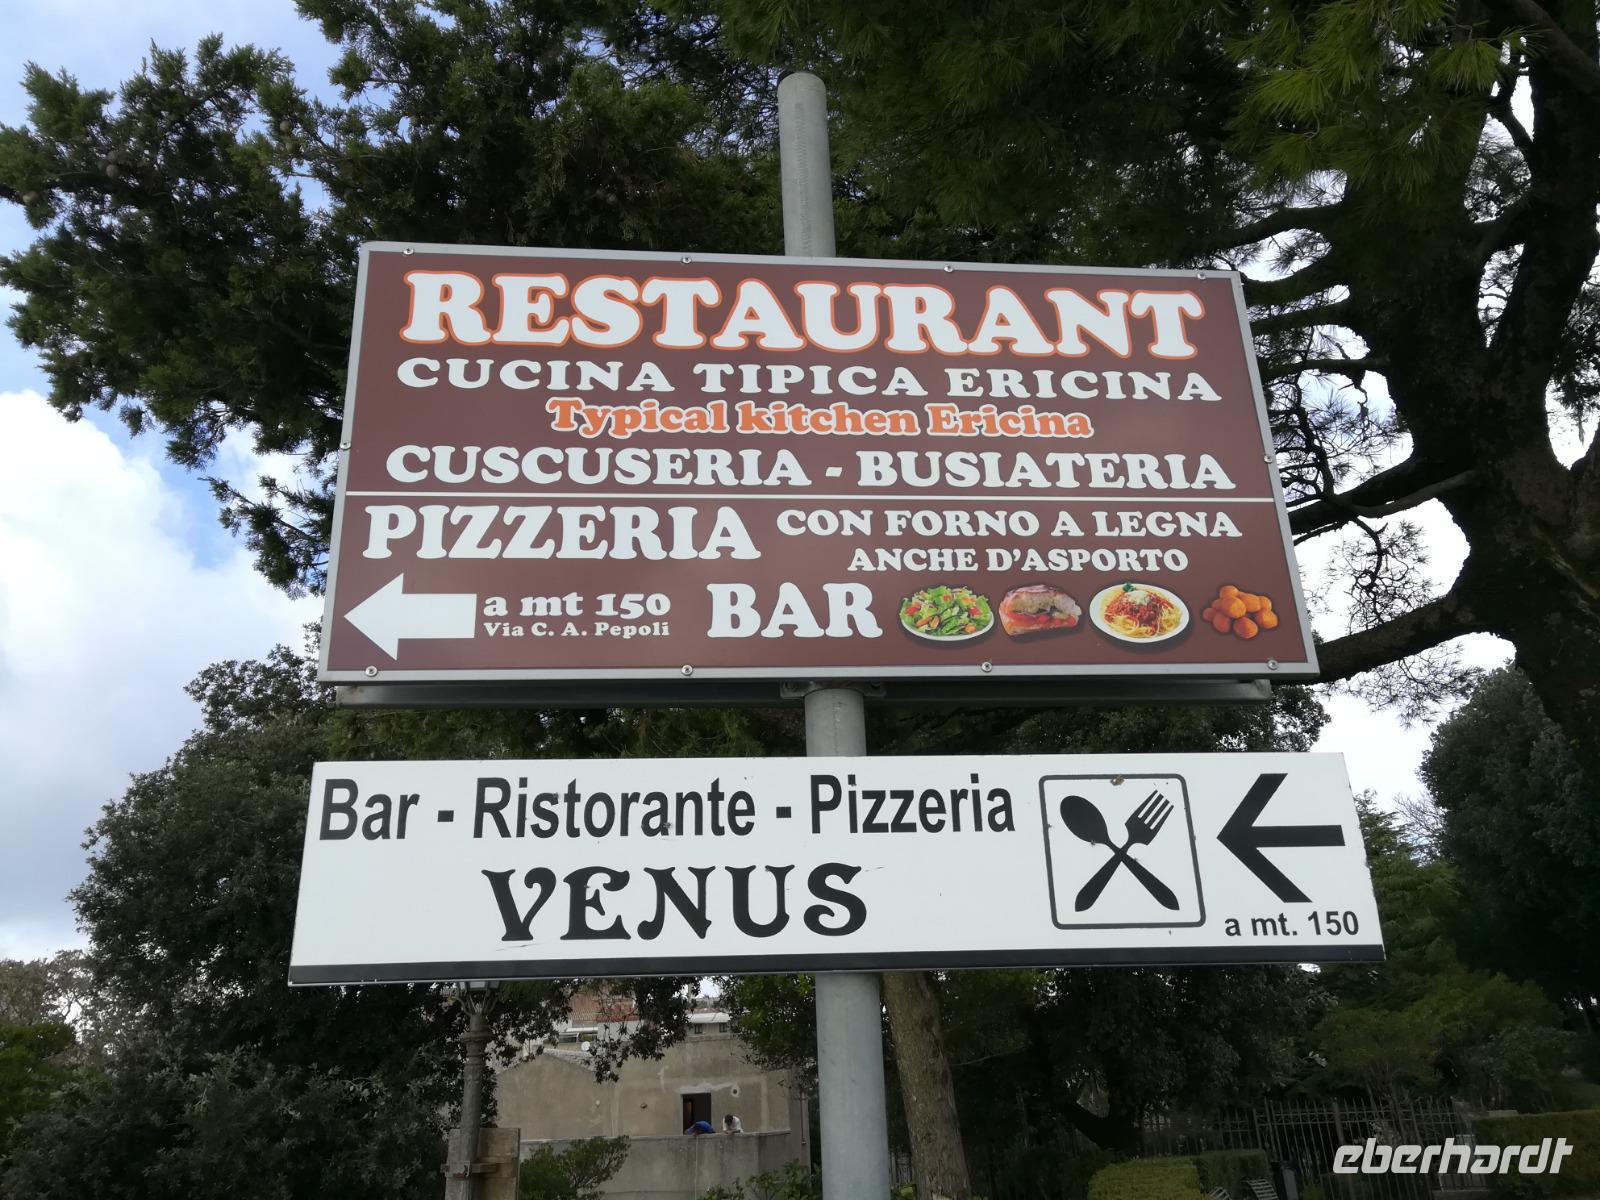 RESTAURANT
CUCINA TIPICA ERICINA
Typical kitchen Ericina
CUSCUSERIA - BUSIATERIA
PIZZERIA CON FORNO A LEGNA
ANCHE D'ASPORTO
a mt 150 BAR
Via C. A. Pepoli
Bar - Ristorante - Pizzeria
VENUS
a mt. 150
eberhardt